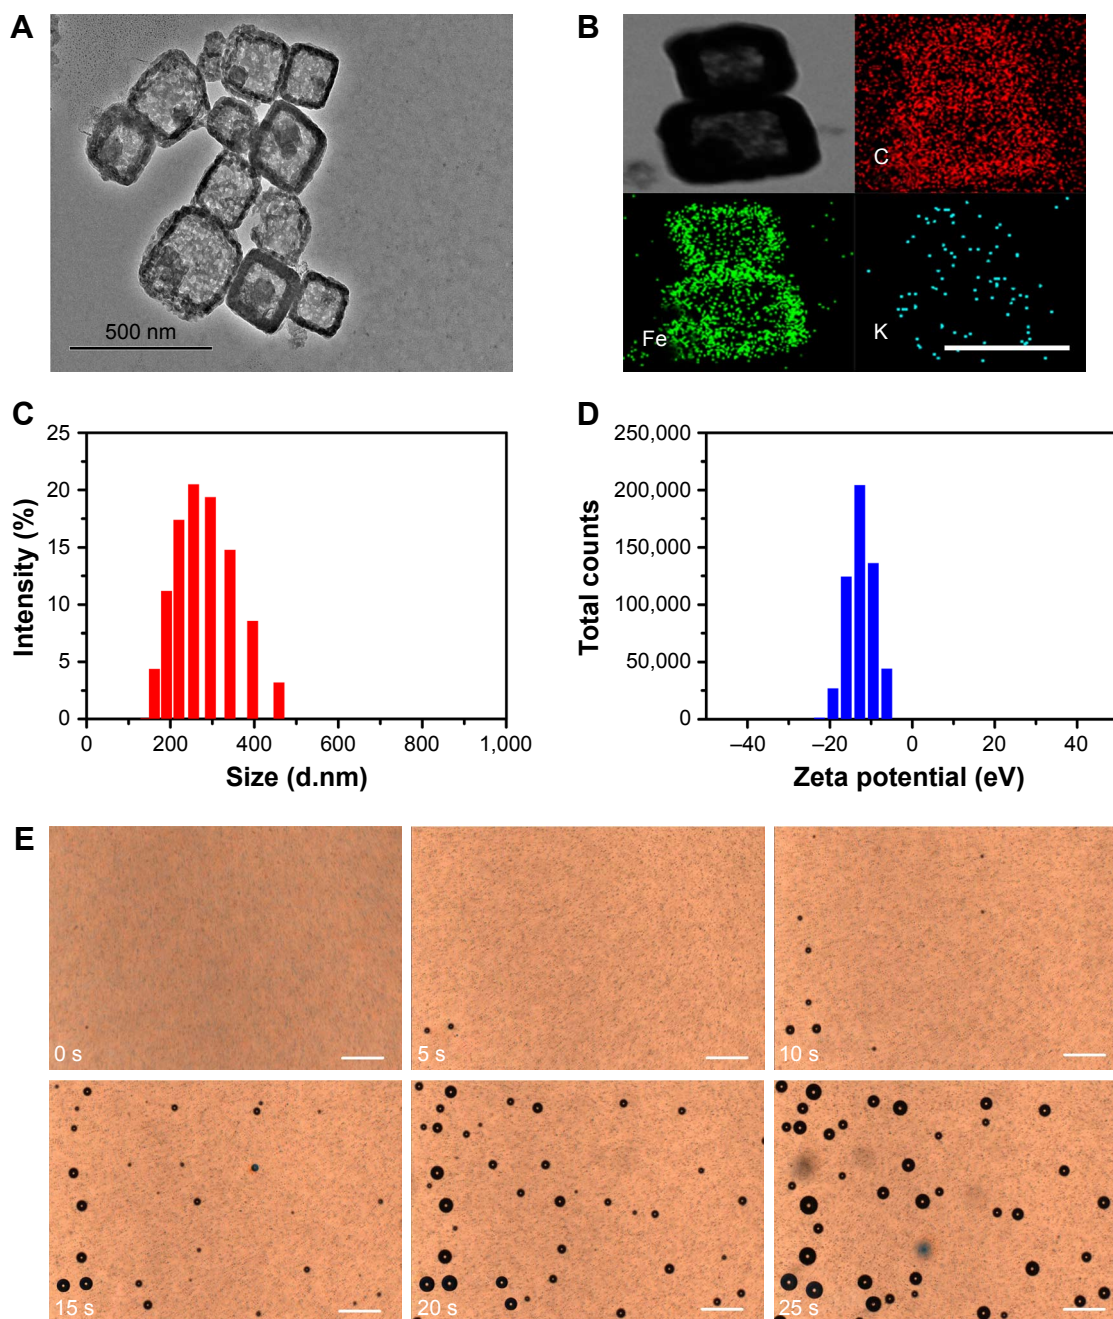 A
500 nm
B
C
Fe
K
C
25
20
15
10
5
0
Intensity (%)
0 200 400 600 800 1,000
Size (d.nm)
D
250,000
200,000
150,000
100,000
50,000
0
Total counts
–40 –20 0 20 40
Zeta potential (eV)
E
0 s
5 s
10 s
15 s
20 s
25 s